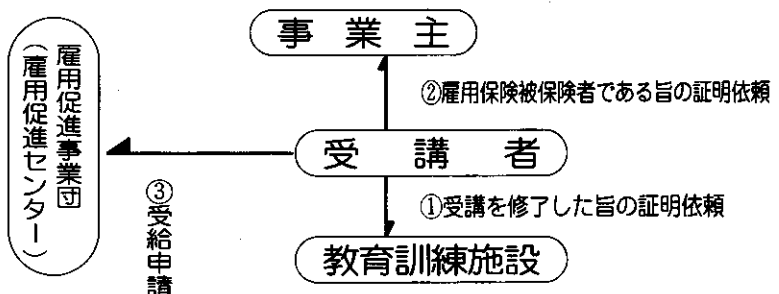 事業主
②雇用保険被保険者である旨の証明依頼
雇用促進事業団
(雇用促進センター)
受講者
③受給申請
①受講を修了した旨の証明依頼
教育訓練施設